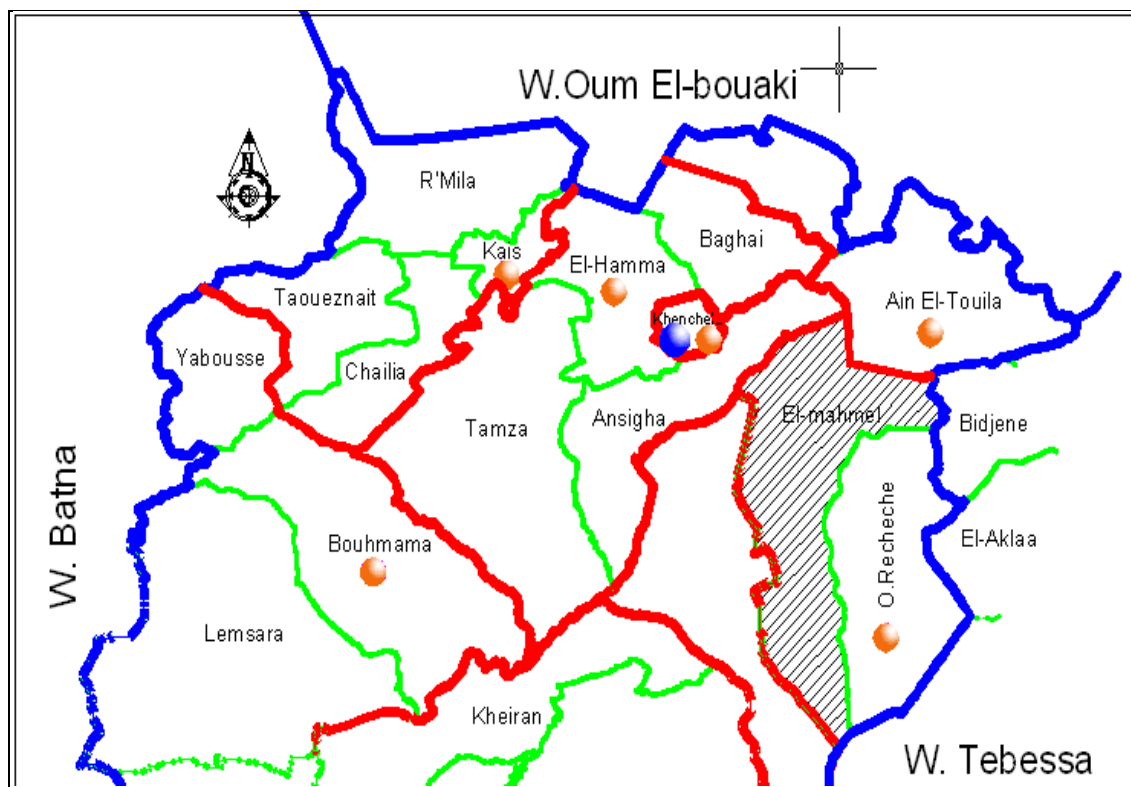 W.Oum El-bouaki
N
R'Mila
Kais
Baghai
El-Hamma
Taoueznait
Ain El-Touila
Khenchela
Yabousse
Chailia
Tamza
Ansigha
El-mahmel
Bidjene
W. Batna
Bouhmama
O.Recheche
El-Aklaa
Lemsara
Kheiran
W. Tebessa